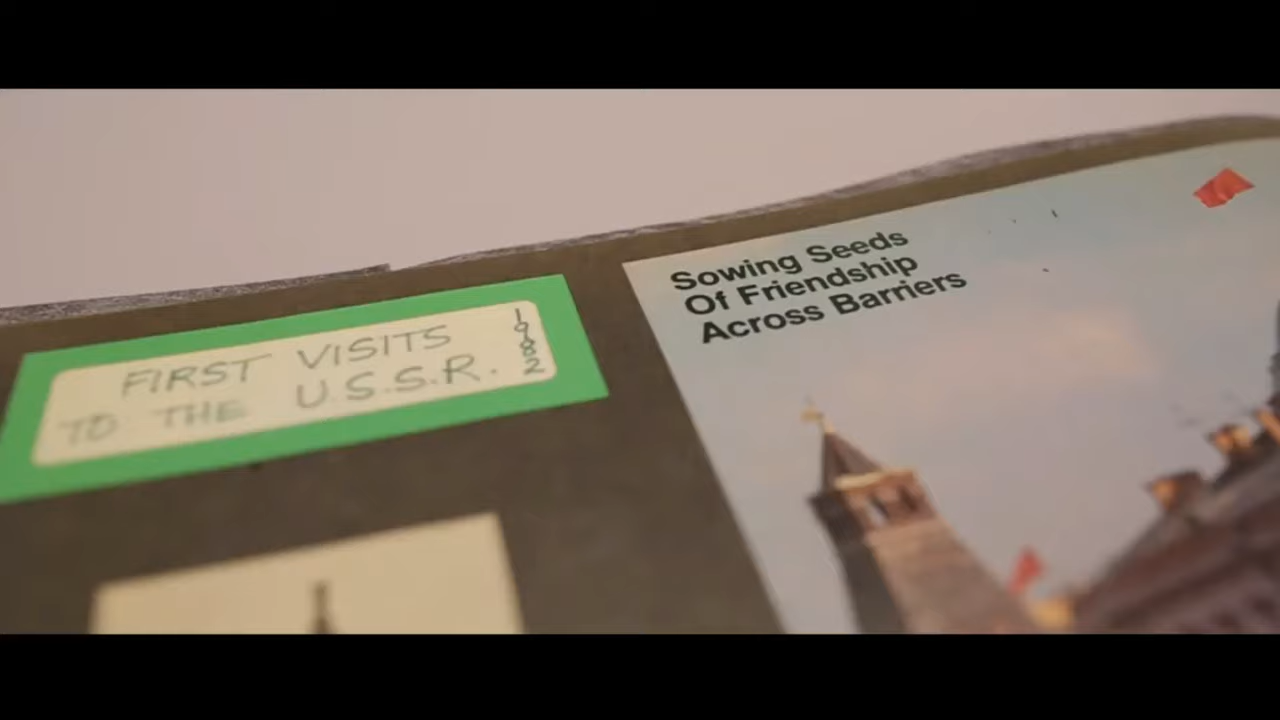 FIRST VISITS
TO THE U.S.S.R.
1982
Sowing Seeds
Of Friendship
Across Barriers